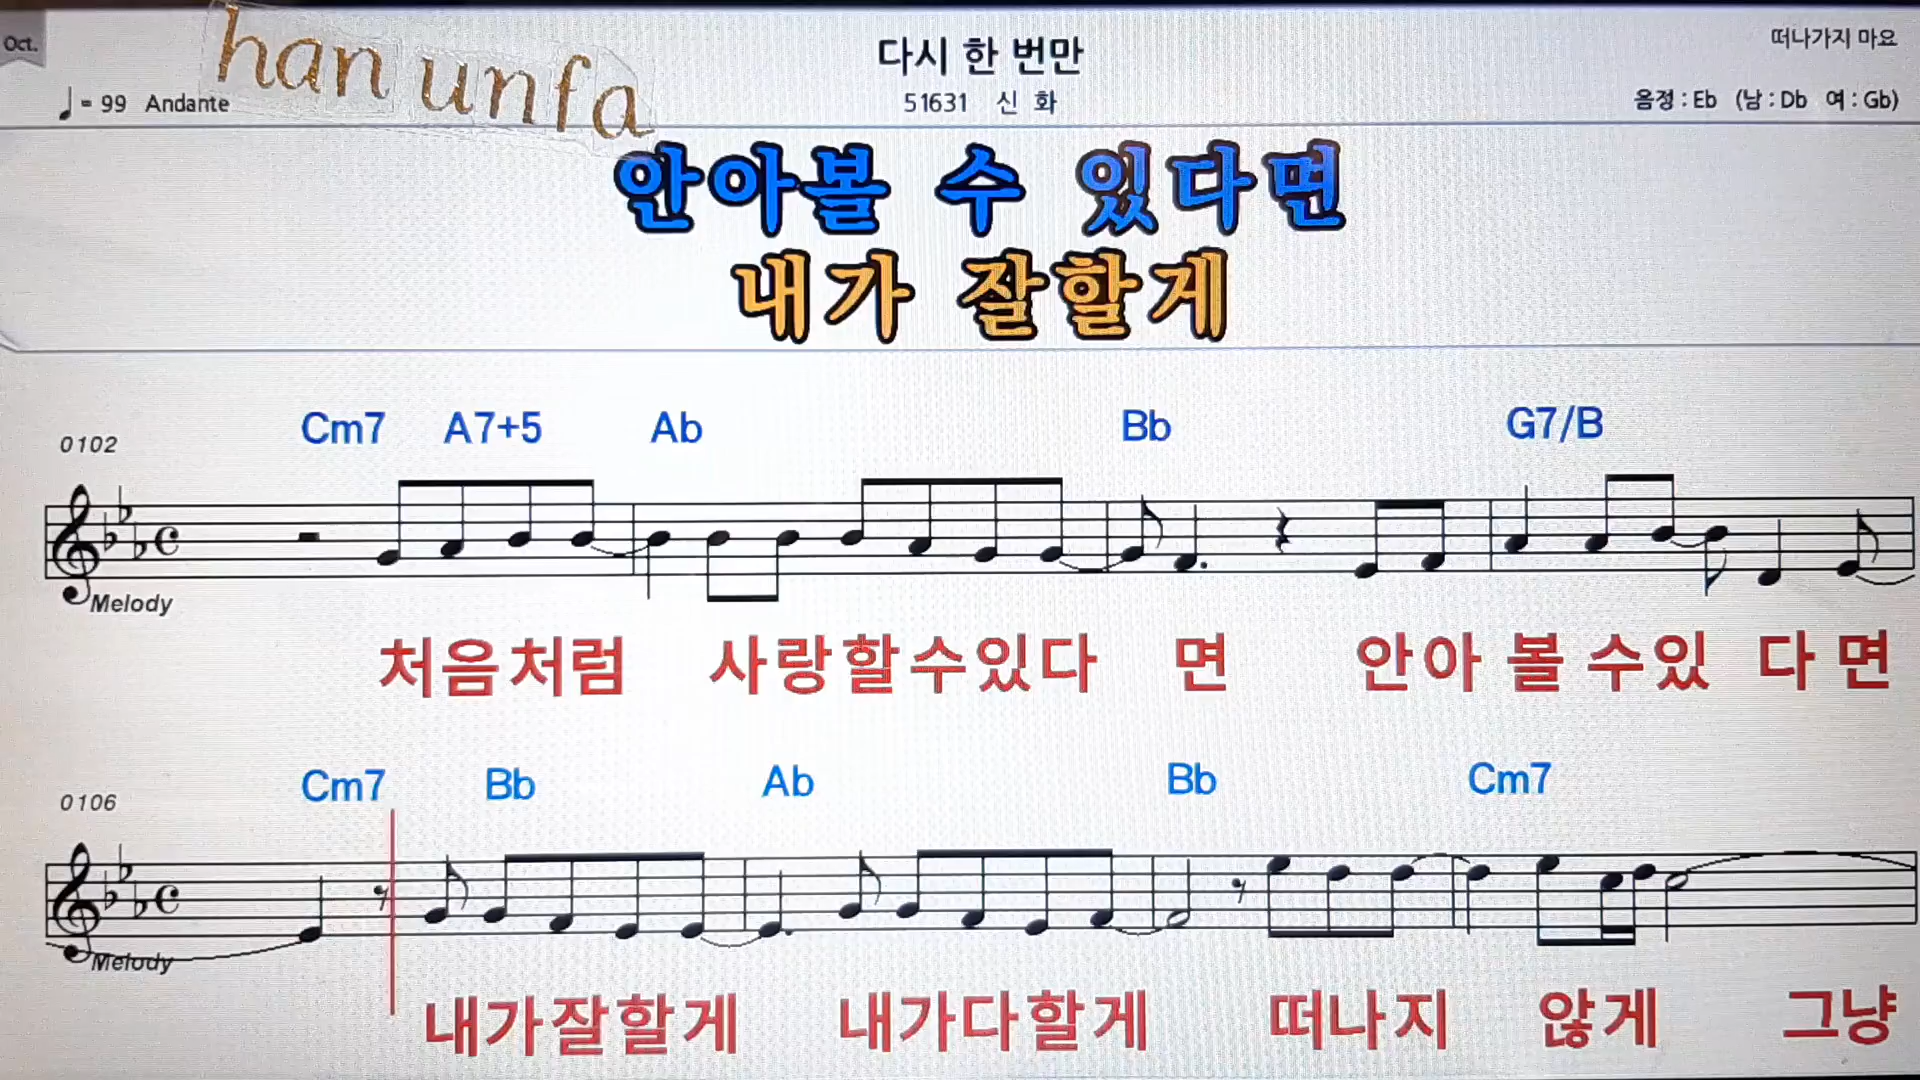 Oct.
han unfa
다시 한 번만
떠나가지 마요
♩= 99 Andante
51631 신 화
음정 : Eb (남 : Db 여 : Gb)
안아볼 수 있다면
내가 잘할게
Cm7 A7+5 Ab Bb G7/B
0102
Melody
처음처럼 사랑할수있다 면 안아 볼 수있 다 면
Cm7 Bb Ab Bb Cm7
0106
Melody
내가잘할게 내가다할게 떠나지 않게 그냥